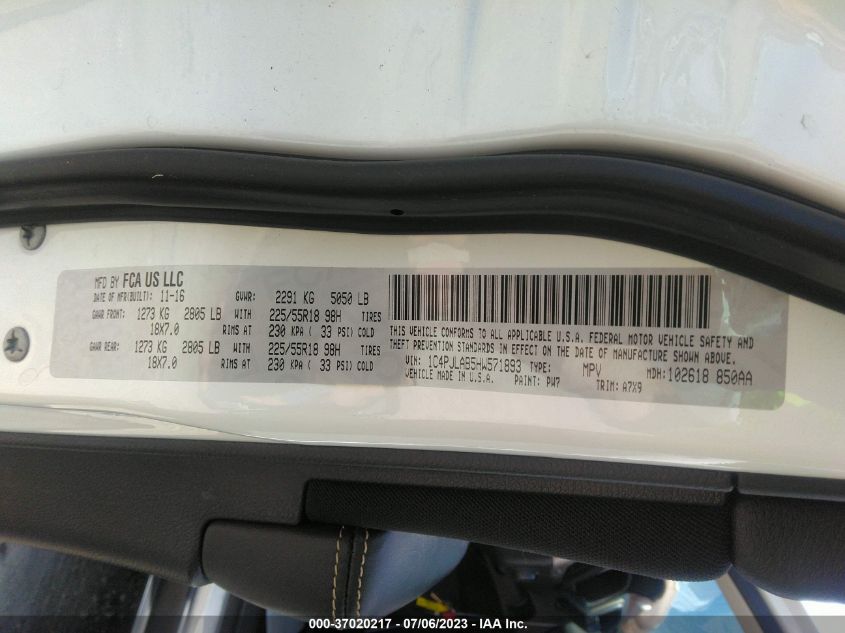 MFD BY FCA US LLC
DATE OF MFR(BUILT): 11-16 GVWR: 2291 KG 5050 LB
GAWR FRONT: 1273 KG 2805 LB WITH 225/55R18 98H TIRES
18X7.0 RIMS AT 230 KPA ( 33 PSI) COLD
GAWR REAR: 1273 KG 2805 LB WITH 225/55R18 98H TIRES
18X7.0 RIMS AT 230 KPA ( 33 PSI) COLD
THIS VEHICLE CONFORMS TO ALL APPLICABLE U.S.A. FEDERAL MOTOR VEHICLE SAFETY AND
THEFT PREVENTION STANDARDS IN EFFECT ON THE DATE OF MANUFACTURE SHOWN ABOVE.
VIN: 1C4PJLAB5HW571893 TYPE: MPV MDH: 102618 850AA
VEHICLE MADE IN U.S.A. PAINT: PW7 TRIM: A7X9
000-37020217 - 07/06/2023 - IAA Inc.